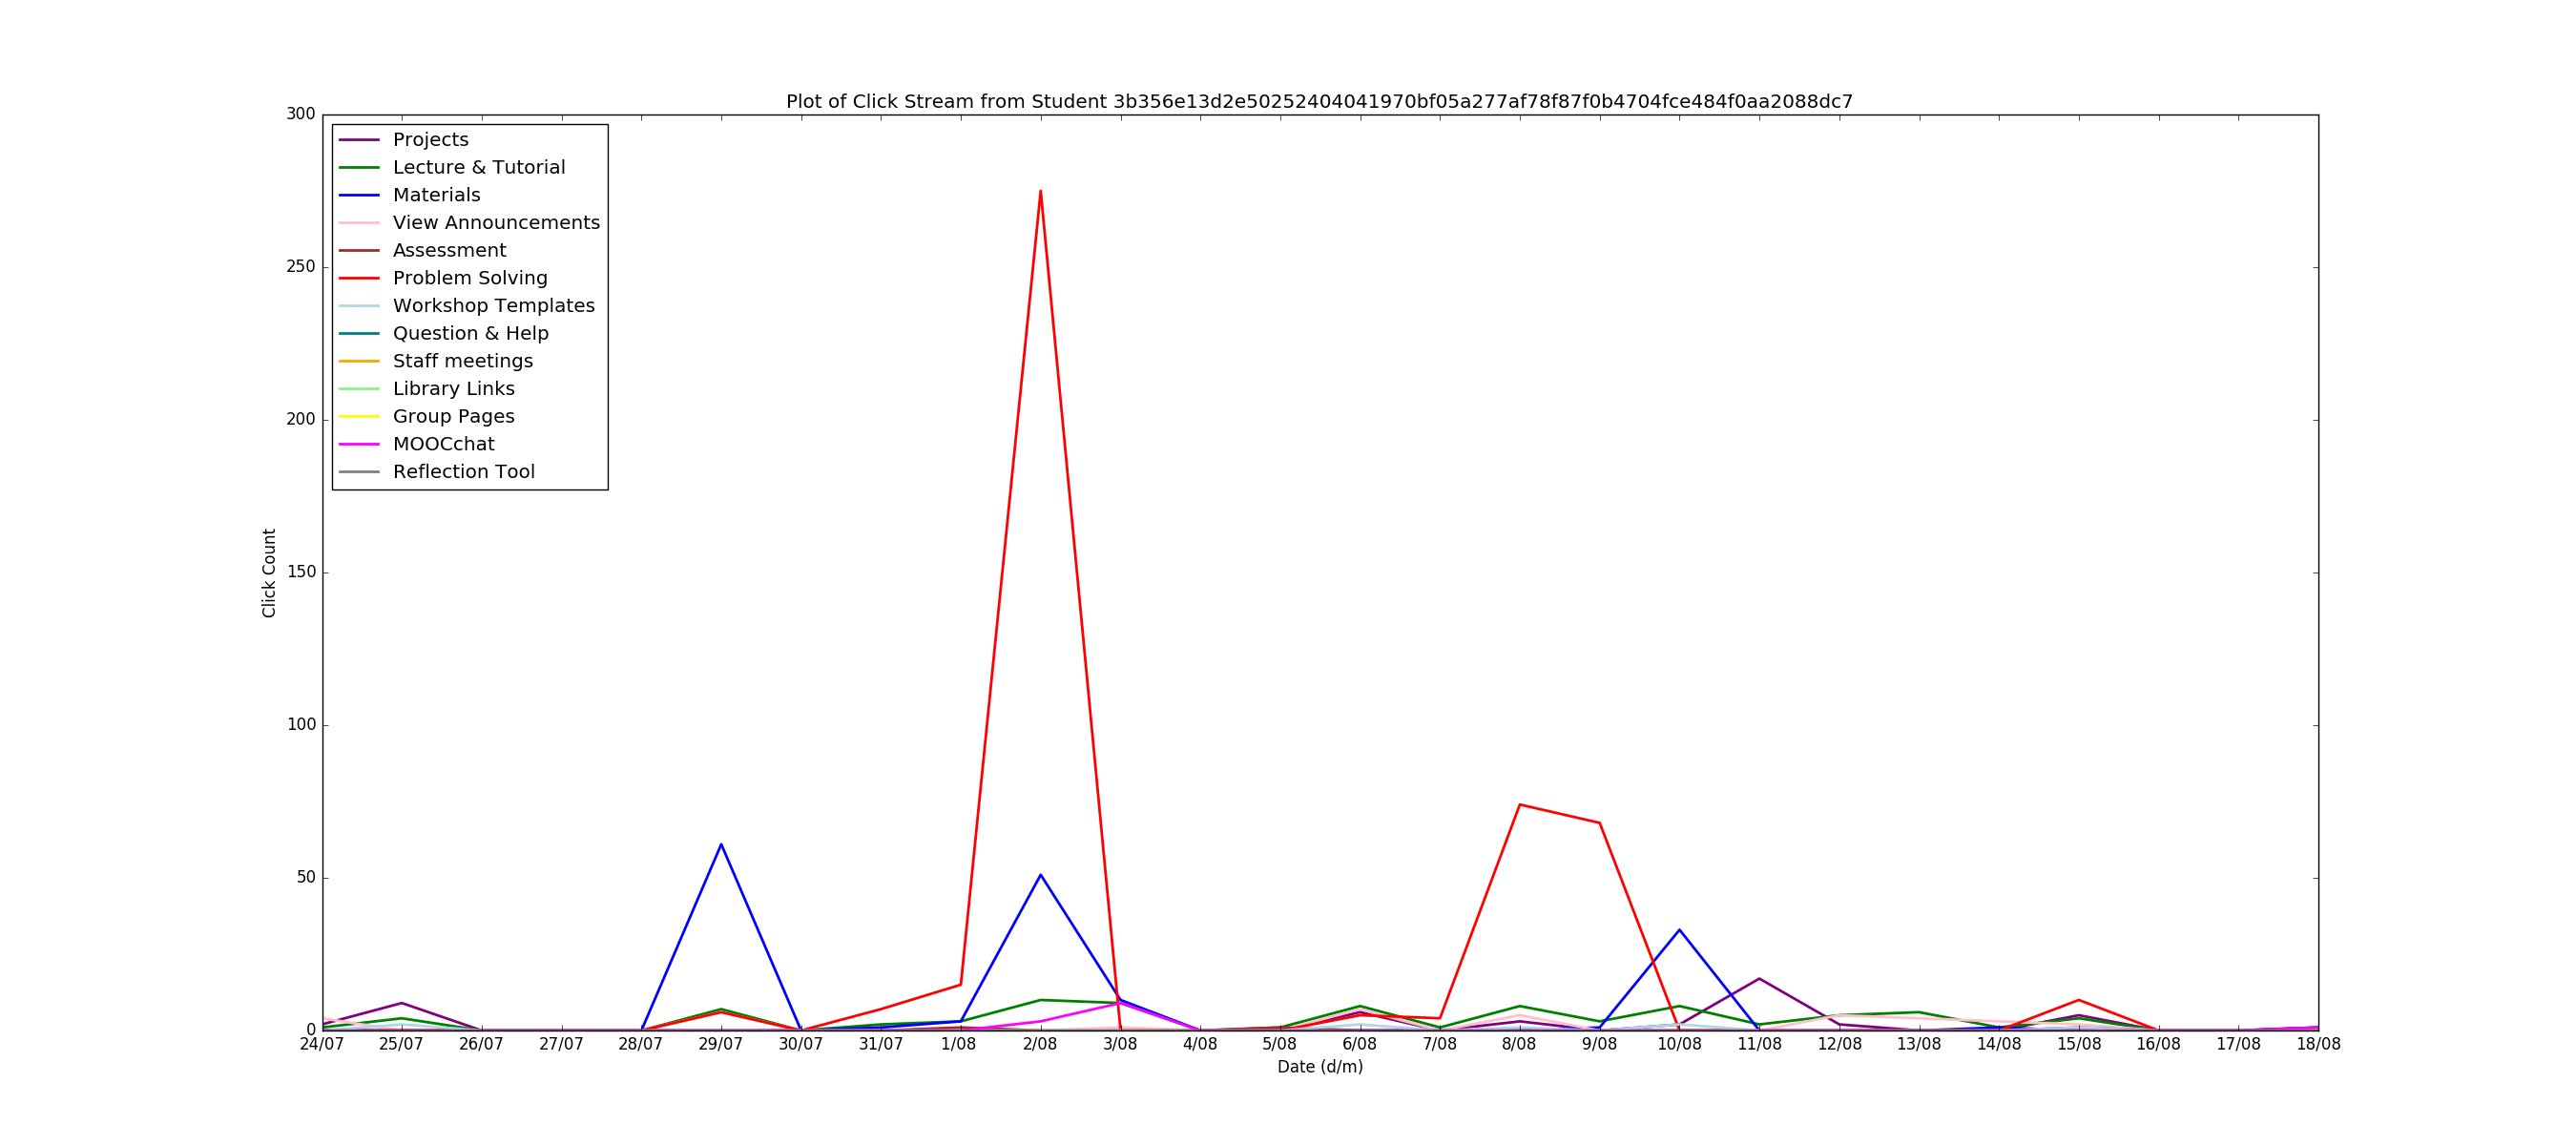 Plot of Click Stream from Student 3b356e13d2e50252404041970bf05a277af78f87f0b4704fce484f0aa2088dc7
300
250
200
150
100
50
0
Click Count
Projects
Lecture & Tutorial
Materials
View Announcements
Assessment
Problem Solving
Workshop Templates
Question & Help
Staff meetings
Library Links
Group Pages
MOOCchat
Reflection Tool
24/07 25/07 26/07 27/07 28/07 29/07 30/07 31/07 1/08 2/08 3/08 4/08 5/08 6/08 7/08 8/08 9/08 10/08 11/08 12/08 13/08 14/08 15/08 16/08 17/08 18/08
Date (d/m)